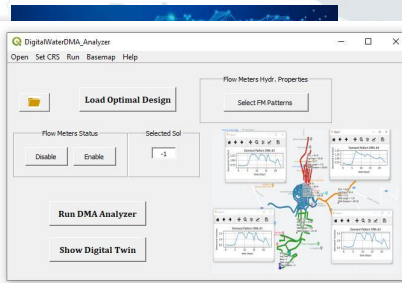 DigitalWaterDMA_Analyzer
Open Set CRS Run Basemap Help
Flow Meters Hydr. Properties
Load Optimal Design
Select FM Patterns
Flow Meters Status
Selected Sol
Disable
Enable
-1
Run DMA Analyzer
Show Digital Twin